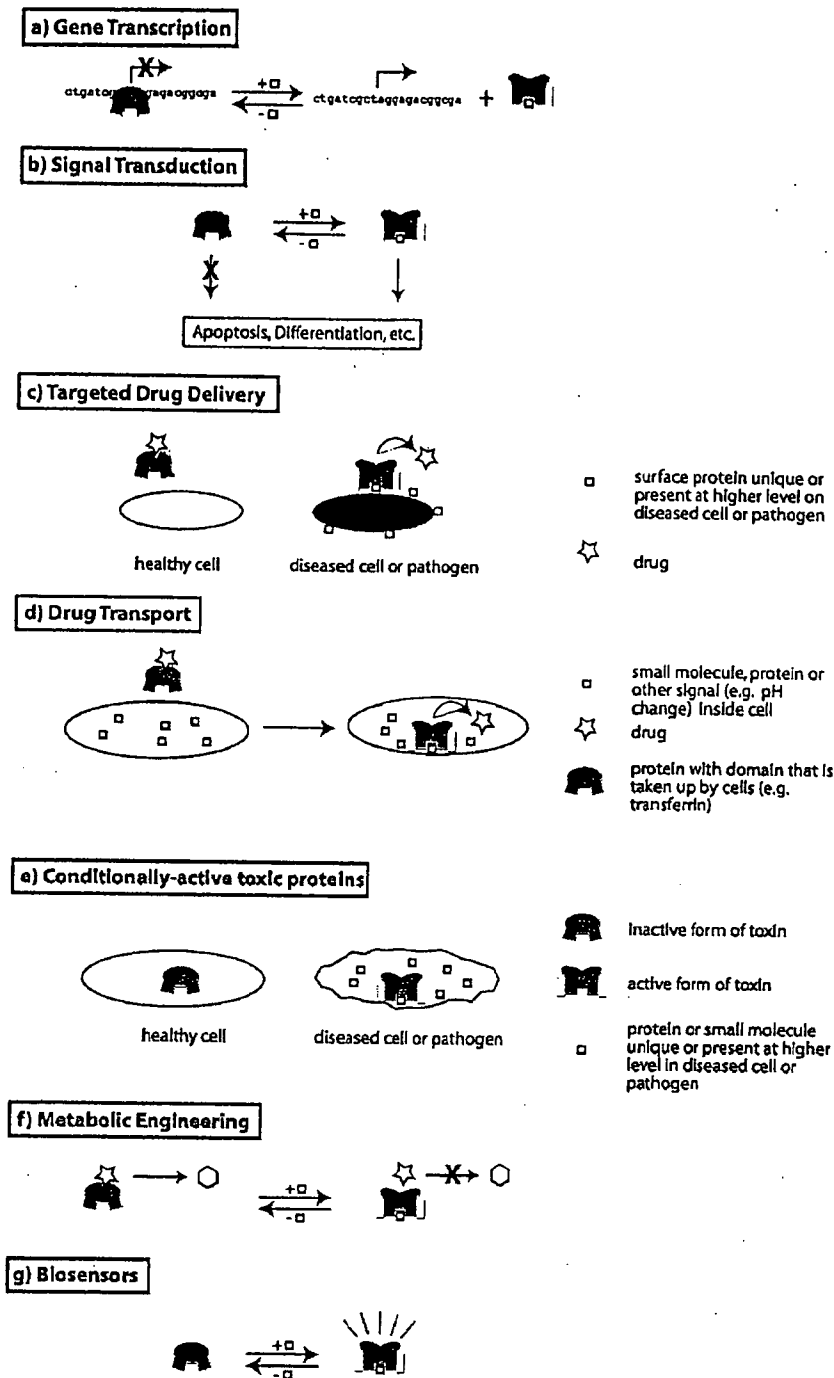 a) Gene Transcription
+
ctgatcg gagacggcga
ctgatcgctaggagacggcga
+
-
b) Signal Transduction
+
-
Apoptosis, Differentiation, etc.
c) Targeted Drug Delivery
surface protein unique or
present at higher level on
diseased cell or pathogen
drug
healthy cell
diseased cell or pathogen
d) Drug Transport
small molecule, protein or
other signal (e.g. pH
change) inside cell
drug
protein with domain that is
taken up by cells (e.g.
transferrin)
e) Conditionally-active toxic proteins
inactive form of toxin
active form of toxin
healthy cell
diseased cell or pathogen
protein or small molecule
unique or present at higher
level in diseased cell or
pathogen
f) Metabolic Engineering
+
-
g) Biosensors
+
-